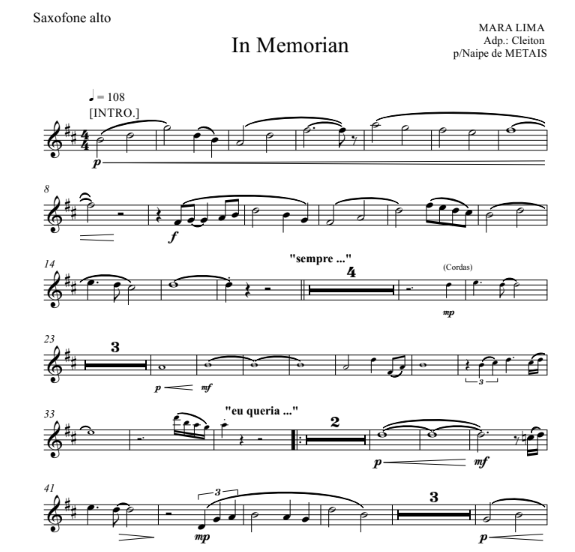 Saxofone alto
MARA LIMA
Adp.: Cleiton
p/Naipe de METAIS
In Memorian
♩ = 108
[INTRO.]
4
4
p
8
f
14
"sempre ..."
4
(Cordas)
mp
23
3
p
mf
3
33
"eu queria ..."
2
p
mf
41
3
mp
3
p